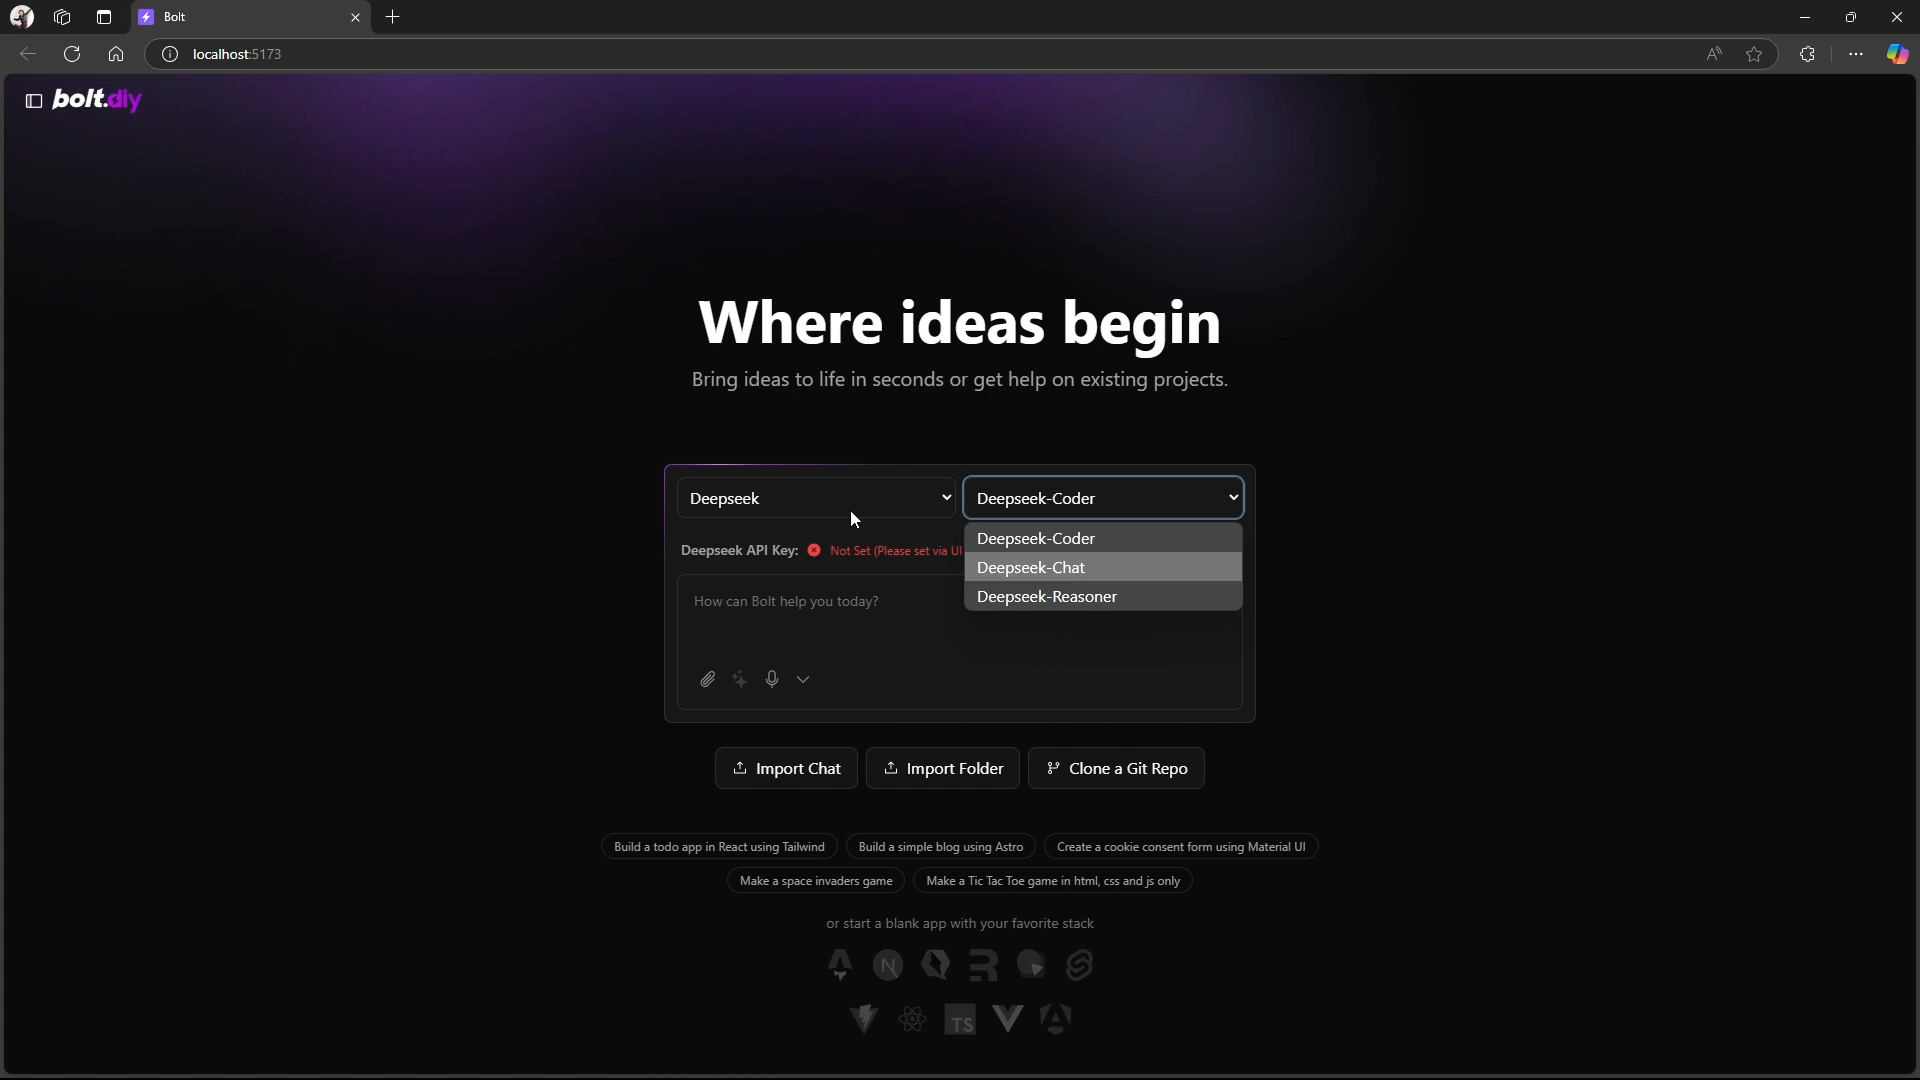 Bolt
localhost:5173
bolt.diy
Where ideas begin
Bring ideas to life in seconds or get help on existing projects.
Deepseek
Deepseek-Coder
Deepseek-Coder
Deepseek API Key: Not Set (Please set via UI
Deepseek-Chat
Deepseek-Reasoner
How can Bolt help you today?
Import Chat
Import Folder
Clone a Git Repo
Build a todo app in React using Tailwind
Build a simple blog using Astro
Create a cookie consent form using Material UI
Make a space invaders game
Make a Tic Tac Toe game in html, css and js only
or start a blank app with your favorite stack
N
TS